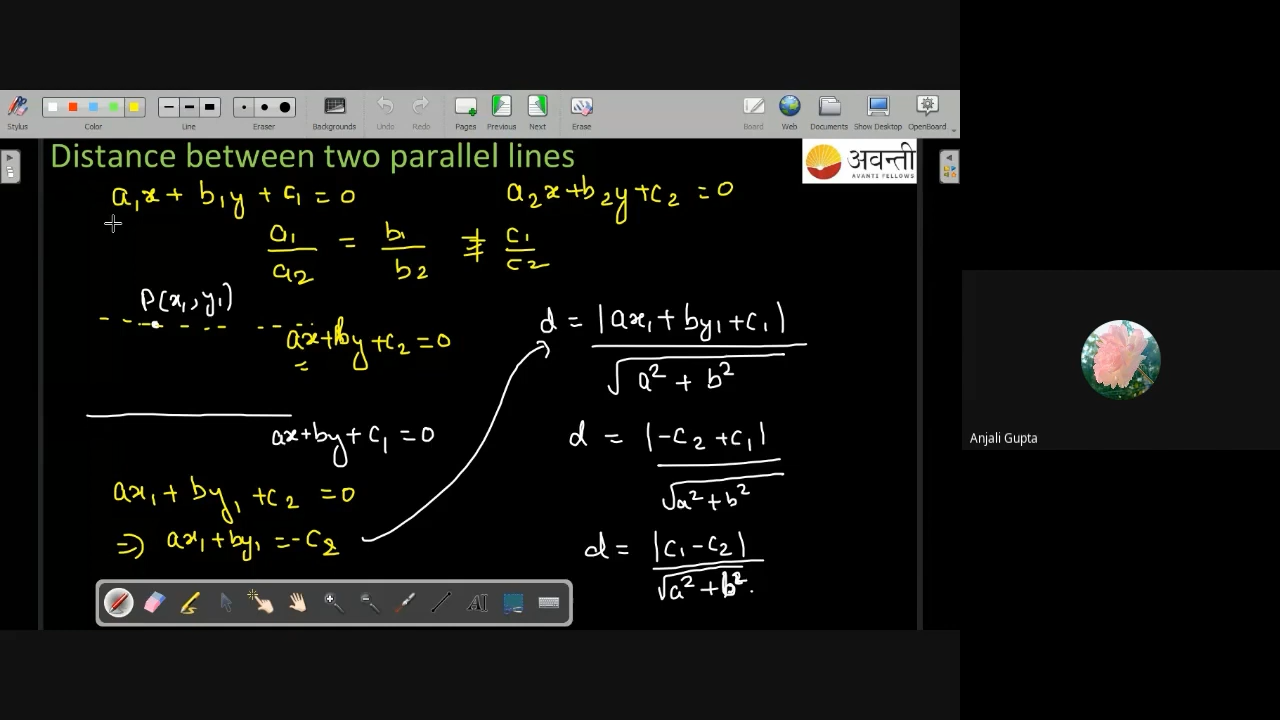 Stylus Color Line Eraser Backgrounds Undo Redo Pages Previous Next Erase Board Web Documents Show Desktop OpenBoard
Distance between two parallel lines
अवन्ती
AVANTI FELLOWS
a₁x + b₁y + c₁ = 0
a₂x + b₂y + c₂ = 0
a₁/a₂ = b₁/b₂ ≠ c₁/c₂
P(x₁, y₁)
ax + by + c₂ = 0
ax + by + c₁ = 0
ax₁ + by₁ + c₂ = 0
⇒ ax₁ + by₁ = -c₂
d = |ax₁ + by₁ + c₁| / √a² + b²
d = |-c₂ + c₁| / √a² + b²
d = |c₁ - c₂| / √a² + b².
AI
Anjali Gupta